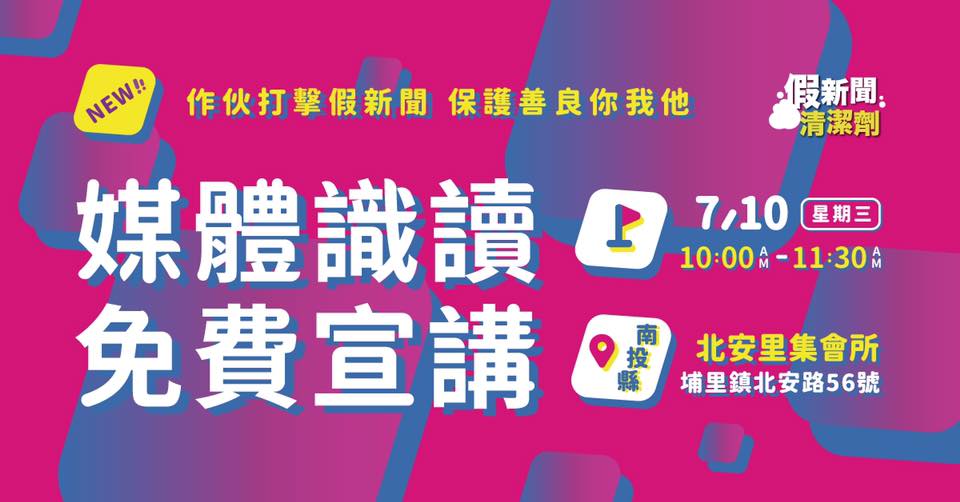 NEW!!
作伙打擊假新聞 保護善良你我他
假新聞
清潔劑
媒體識讀
免費宣講
7/10 星期三
10:00AM-11:30AM
南投縣
北安里集會所
埔里鎮北安路56號